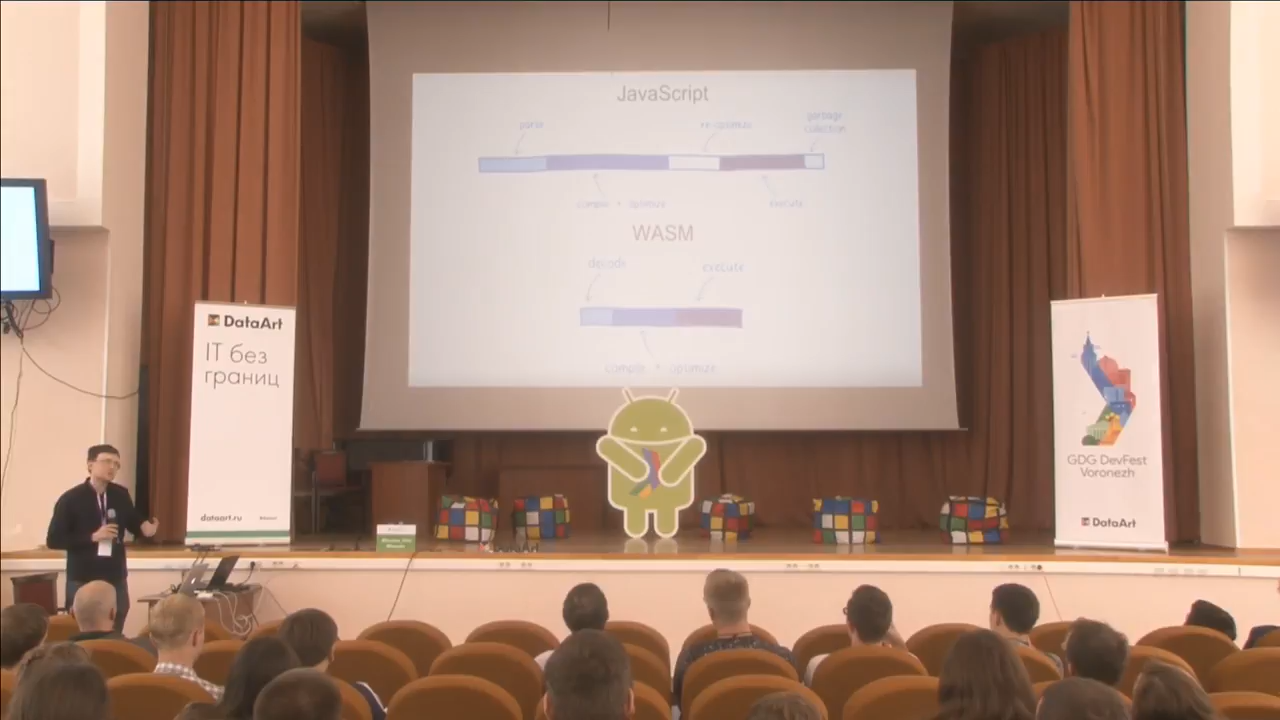 JavaScript
parse
re-optimize
garbage
collection
compile + optimize
execute
WASM
decode
execute
compile + optimize
DataArt
IT без
границ
dataart.ru
GDG DevFest
Voronezh
DataArt